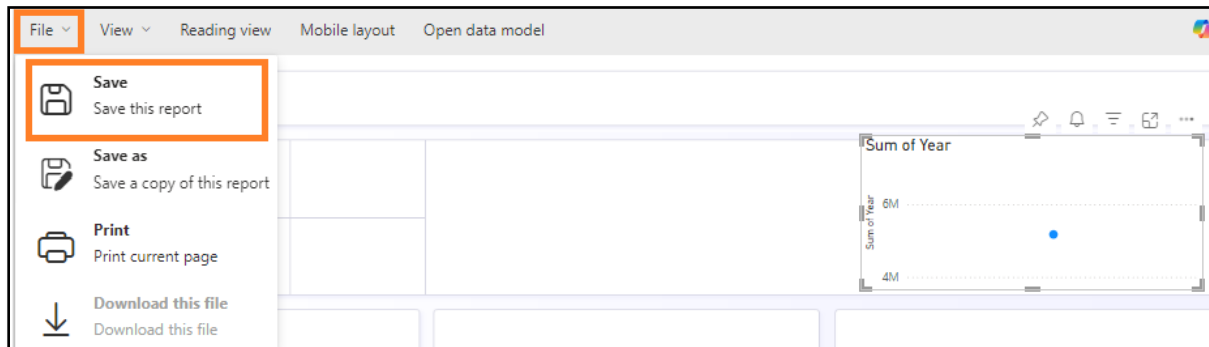 File View Reading view Mobile layout Open data model
Save
Save this report
Save as
Save a copy of this report
Print
Print current page
Download this file
Download this file
Sum of Year
Sum of Year
6M
4M